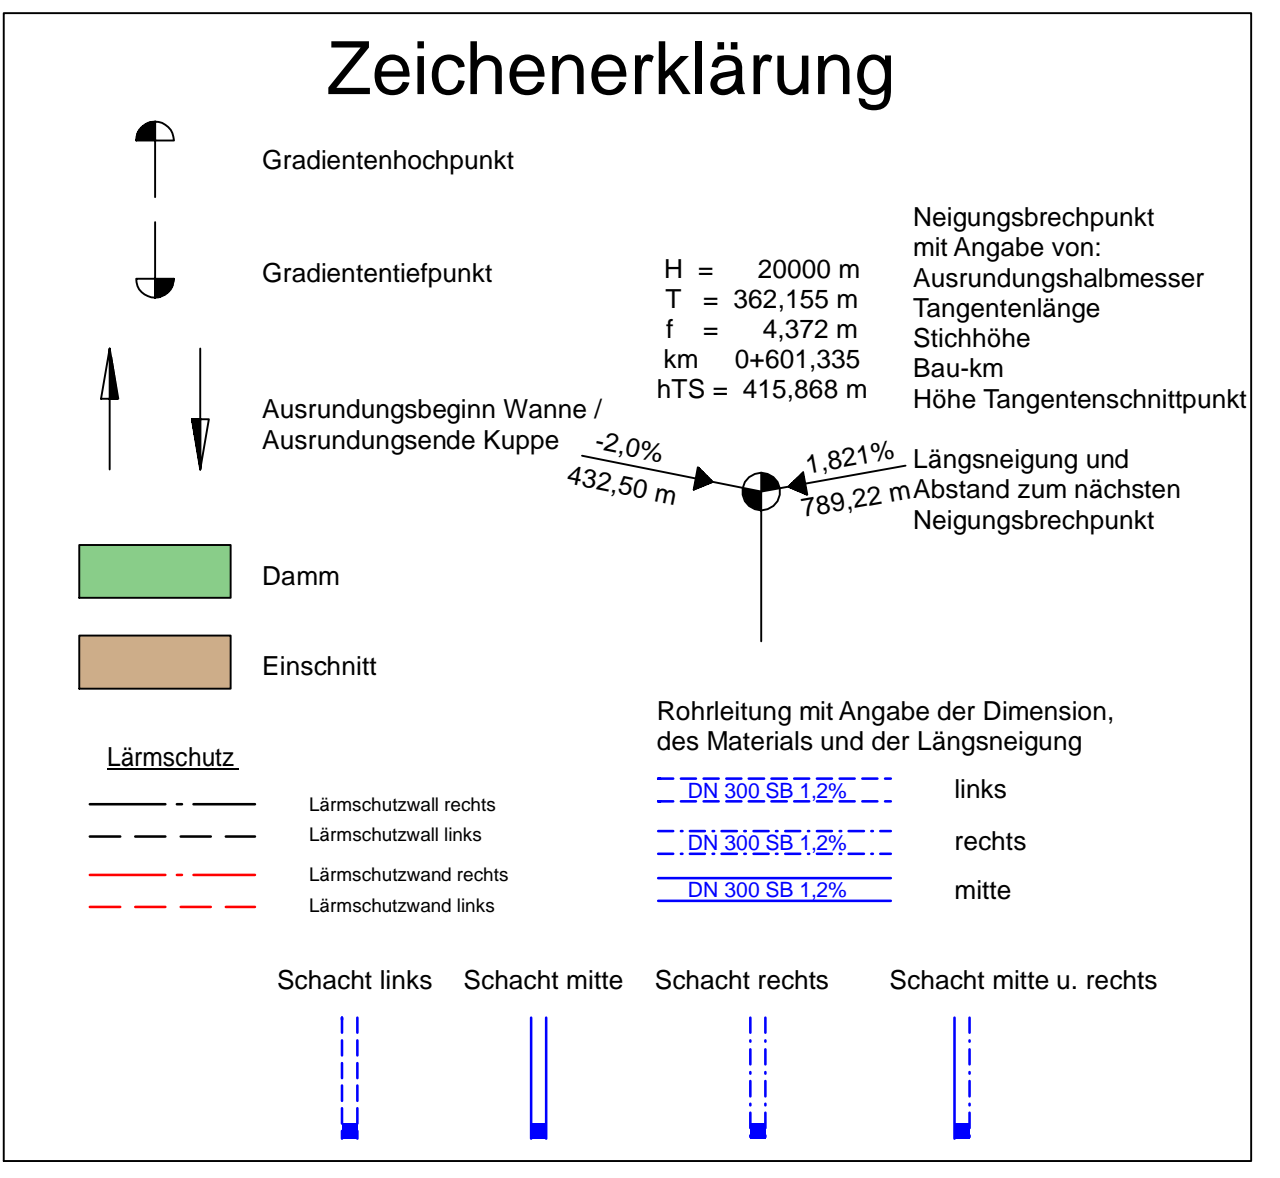 Zeichenerklärung
Gradientenhochpunkt
Gradiententiefpunkt
Ausrundungsbeginn Wanne /
Ausrundungsende Kuppe
H = 20000 m
T = 362,155 m
f = 4,372 m
km 0+601,335
hTS = 415,868 m
Neigungsbrechpunkt
mit Angabe von:
Ausrundungshalbmesser
Tangentenlänge
Stichhöhe
Bau-km
Höhe Tangentenschnittpunkt
-2,0%
432,50 m
1,821%
789,22 m
Längsneigung und
Abstand zum nächsten
Neigungsbrechpunkt
Damm
Einschnitt
Lärmschutz
Lärmschutzwall rechts
Lärmschutzwall links
Lärmschutzwand rechts
Lärmschutzwand links
Rohrleitung mit Angabe der Dimension,
des Materials und der Längsneigung
DN 300 SB 1,2% links
DN 300 SB 1,2% rechts
DN 300 SB 1,2% mitte
Schacht links Schacht mitte Schacht rechts Schacht mitte u. rechts